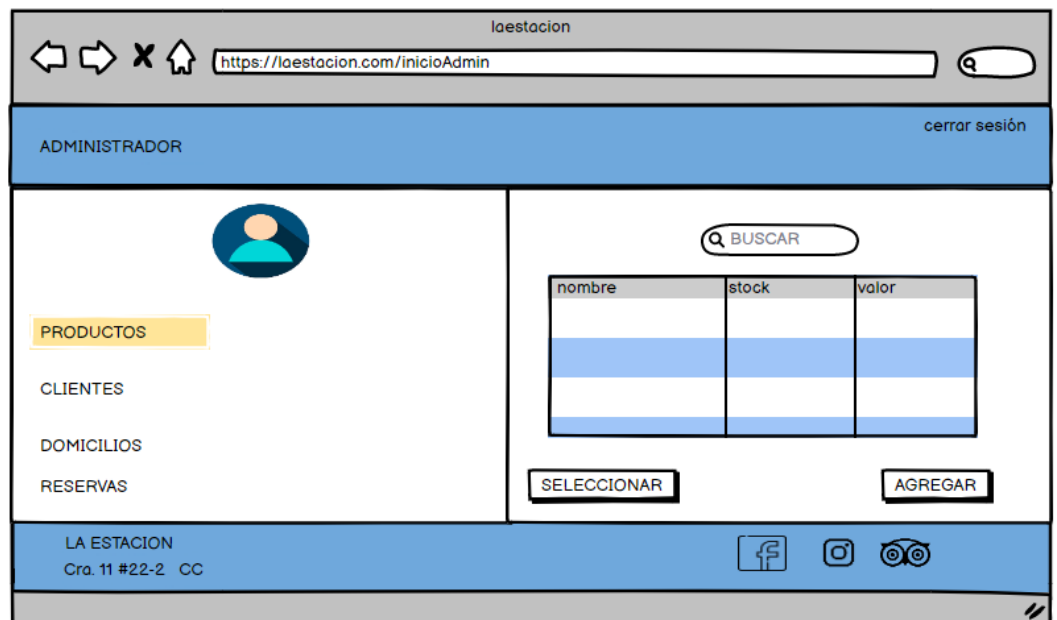 laestacion
https://laestacion.com/inicioAdmin
cerrar sesión
ADMINISTRADOR
BUSCAR
nombre stock valor
PRODUCTOS
CLIENTES
DOMICILIOS
RESERVAS
SELECCIONAR AGREGAR
LA ESTACION
Cra. 11 #22-2 CC